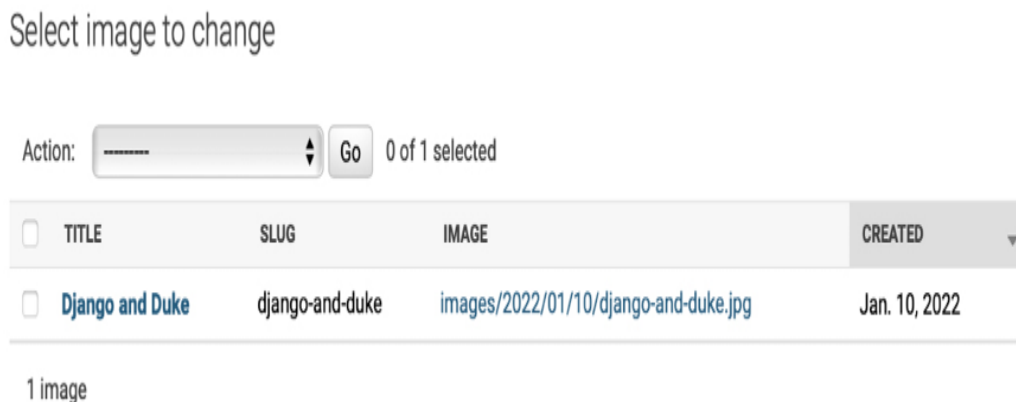 Select image to change
Action: --------- Go 0 of 1 selected
TITLE SLUG IMAGE CREATED
Django and Duke django-and-duke images/2022/01/10/django-and-duke.jpg Jan. 10, 2022
1 image